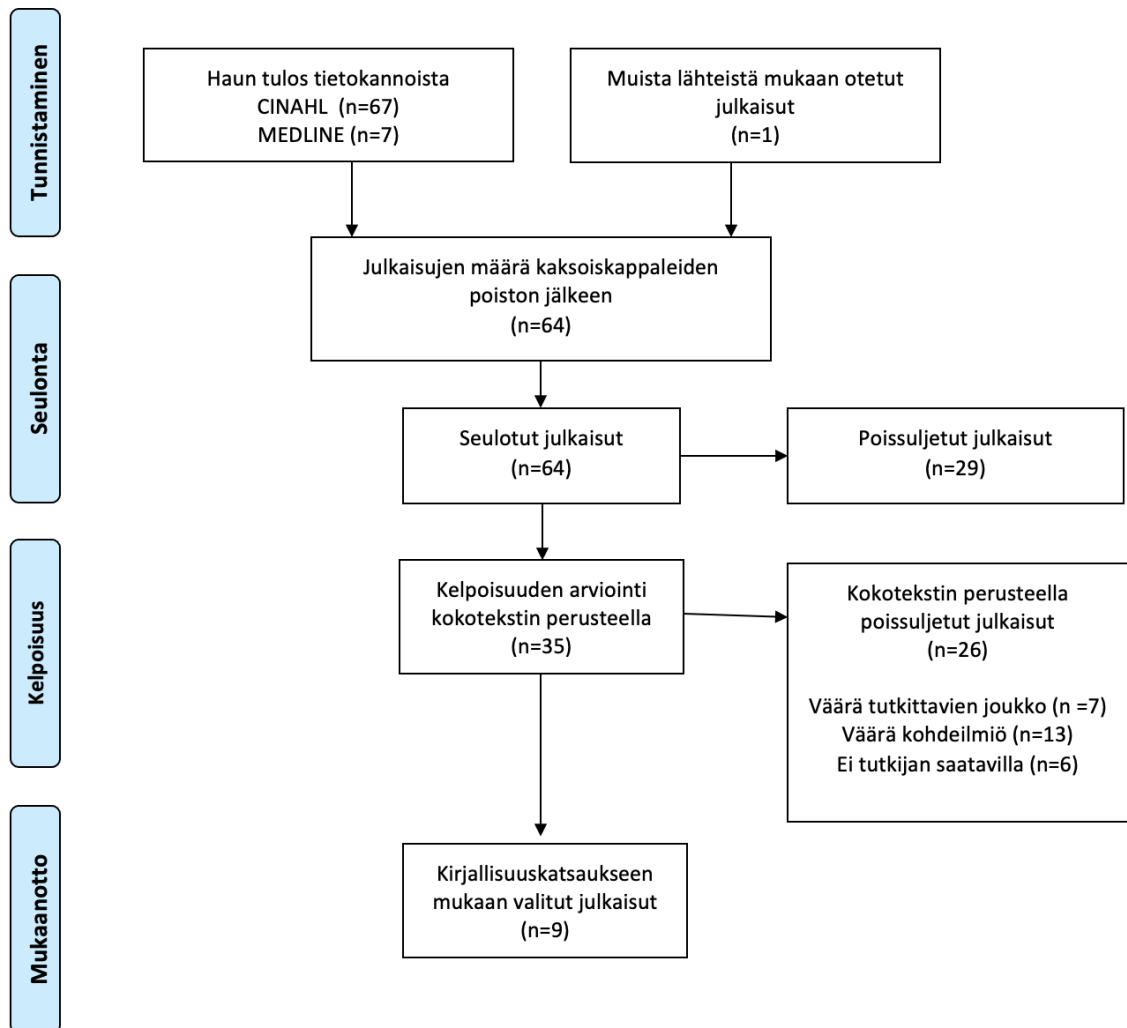 Tunnistaminen
Haun tulos tietokannoista
CINAHL (n=67)
MEDLINE (n=7)
Muista lähteistä mukaan otetut
julkaisut
(n=1)
Seulonta
Julkaisujen määrä kaksoiskappaleiden
poiston jälkeen
(n=64)
Seulotut julkaisut
(n=64)
Poissuljetut julkaisut
(n=29)
Kelpoisuus
Kelpoisuuden arviointi
kokotekstin perusteella
(n=35)
Kokotekstin perusteella
poissuljetut julkaisut
(n=26)
Väärä tutkittavien joukko (n =7)
Väärä kohdeilmiö (n=13)
Ei tutkijan saatavilla (n=6)
Mukaanotto
Kirjallisuuskatsaukseen
mukaan valitut julkaisut
(n=9)